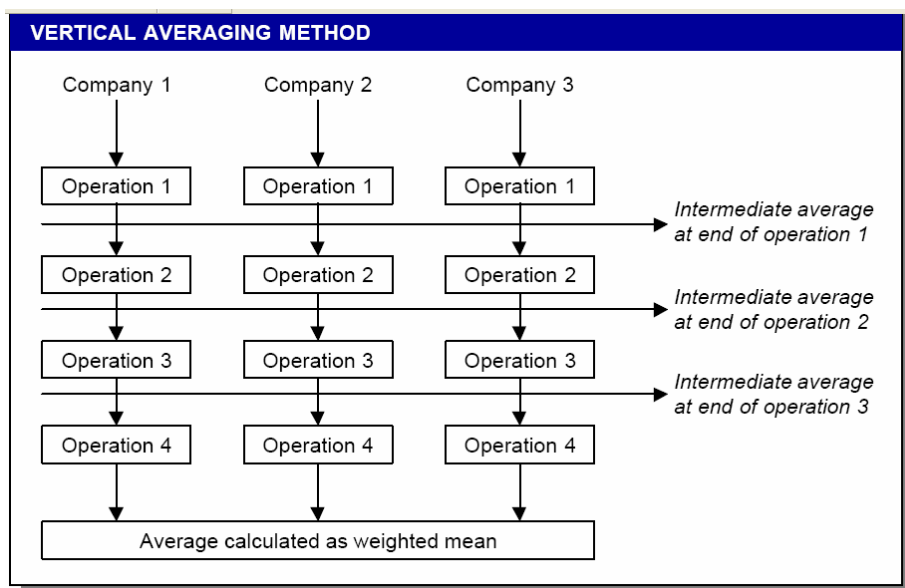 VERTICAL AVERAGING METHOD
Company 1 Company 2 Company 3
Operation 1 Operation 1 Operation 1
Intermediate average
at end of operation 1
Operation 2 Operation 2 Operation 2
Intermediate average
at end of operation 2
Operation 3 Operation 3 Operation 3
Intermediate average
at end of operation 3
Operation 4 Operation 4 Operation 4
Average calculated as weighted mean